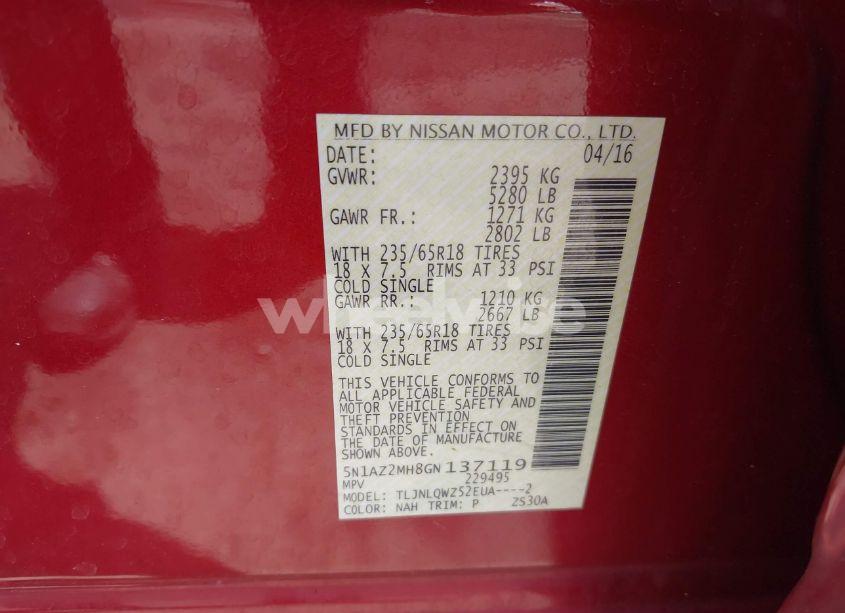 MFD BY NISSAN MOTOR CO., LTD.
DATE: 04/16
GVWR: 2395 KG
5280 LB
GAWR FR.: 1271 KG
2802 LB
WITH 235/65R18 TIRES
18 X 7.5 RIMS AT 33 PSI
COLD SINGLE
GAWR RR.: 1210 KG
2667 LB
WITH 235/65R18 TIRES
18 X 7.5 RIMS AT 33 PSI
COLD SINGLE
THIS VEHICLE CONFORMS TO
ALL APPLICABLE FEDERAL
MOTOR VEHICLE SAFETY AND
THEFT PREVENTION
STANDARDS IN EFFECT ON
THE DATE OF MANUFACTURE
SHOWN ABOVE.
5N1AZ2MH8GN137119
MPV 229495
MODEL: TLJNLQWZ52EUA----2
COLOR: NAH TRIM: P ZS30A
wheelwise